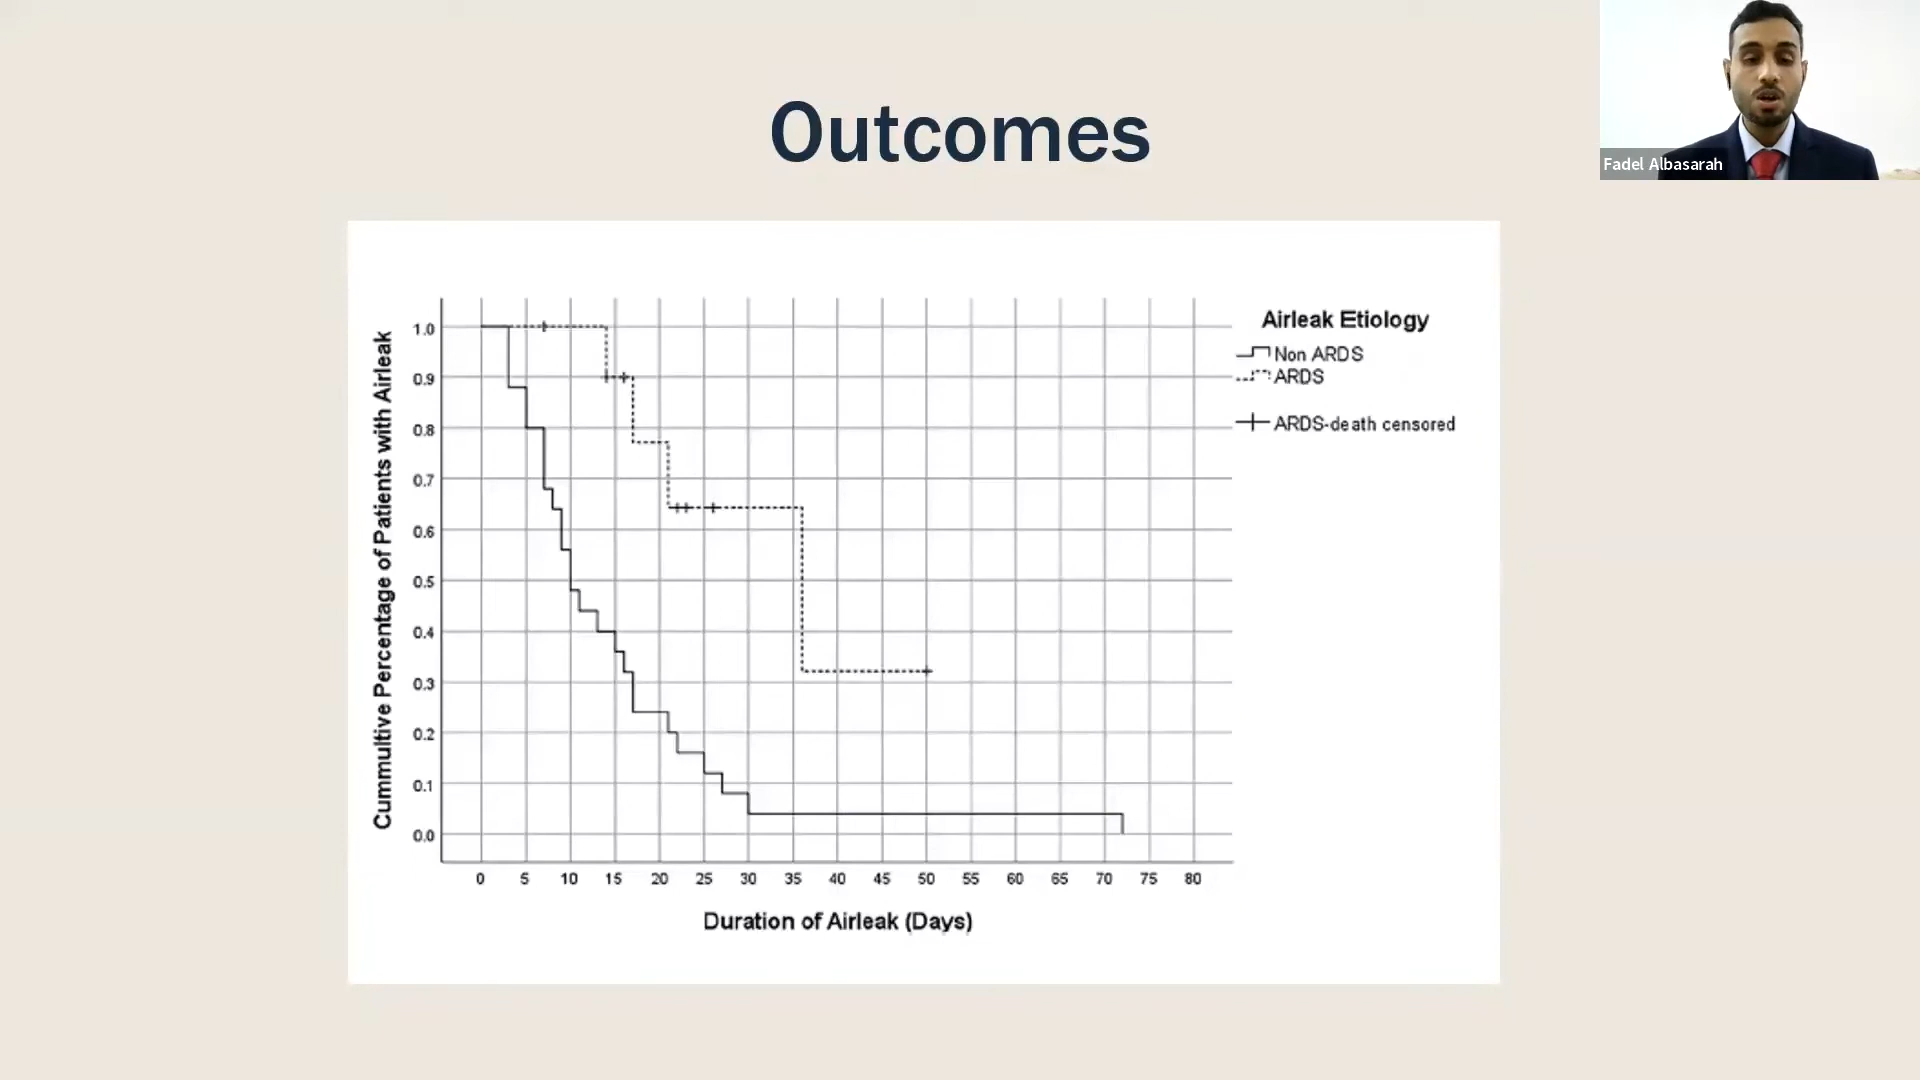 Outcomes
Fadel Albasarah
Airleak Etiology
Non ARDS
ARDS
ARDS-death censored
Cummultive Percentage of Patients with Airleak
1.0
0.9
0.8
0.7
0.6
0.5
0.4
0.3
0.2
0.1
0.0
0 5 10 15 20 25 30 35 40 45 50 55 60 65 70 75 80
Duration of Airleak (Days)